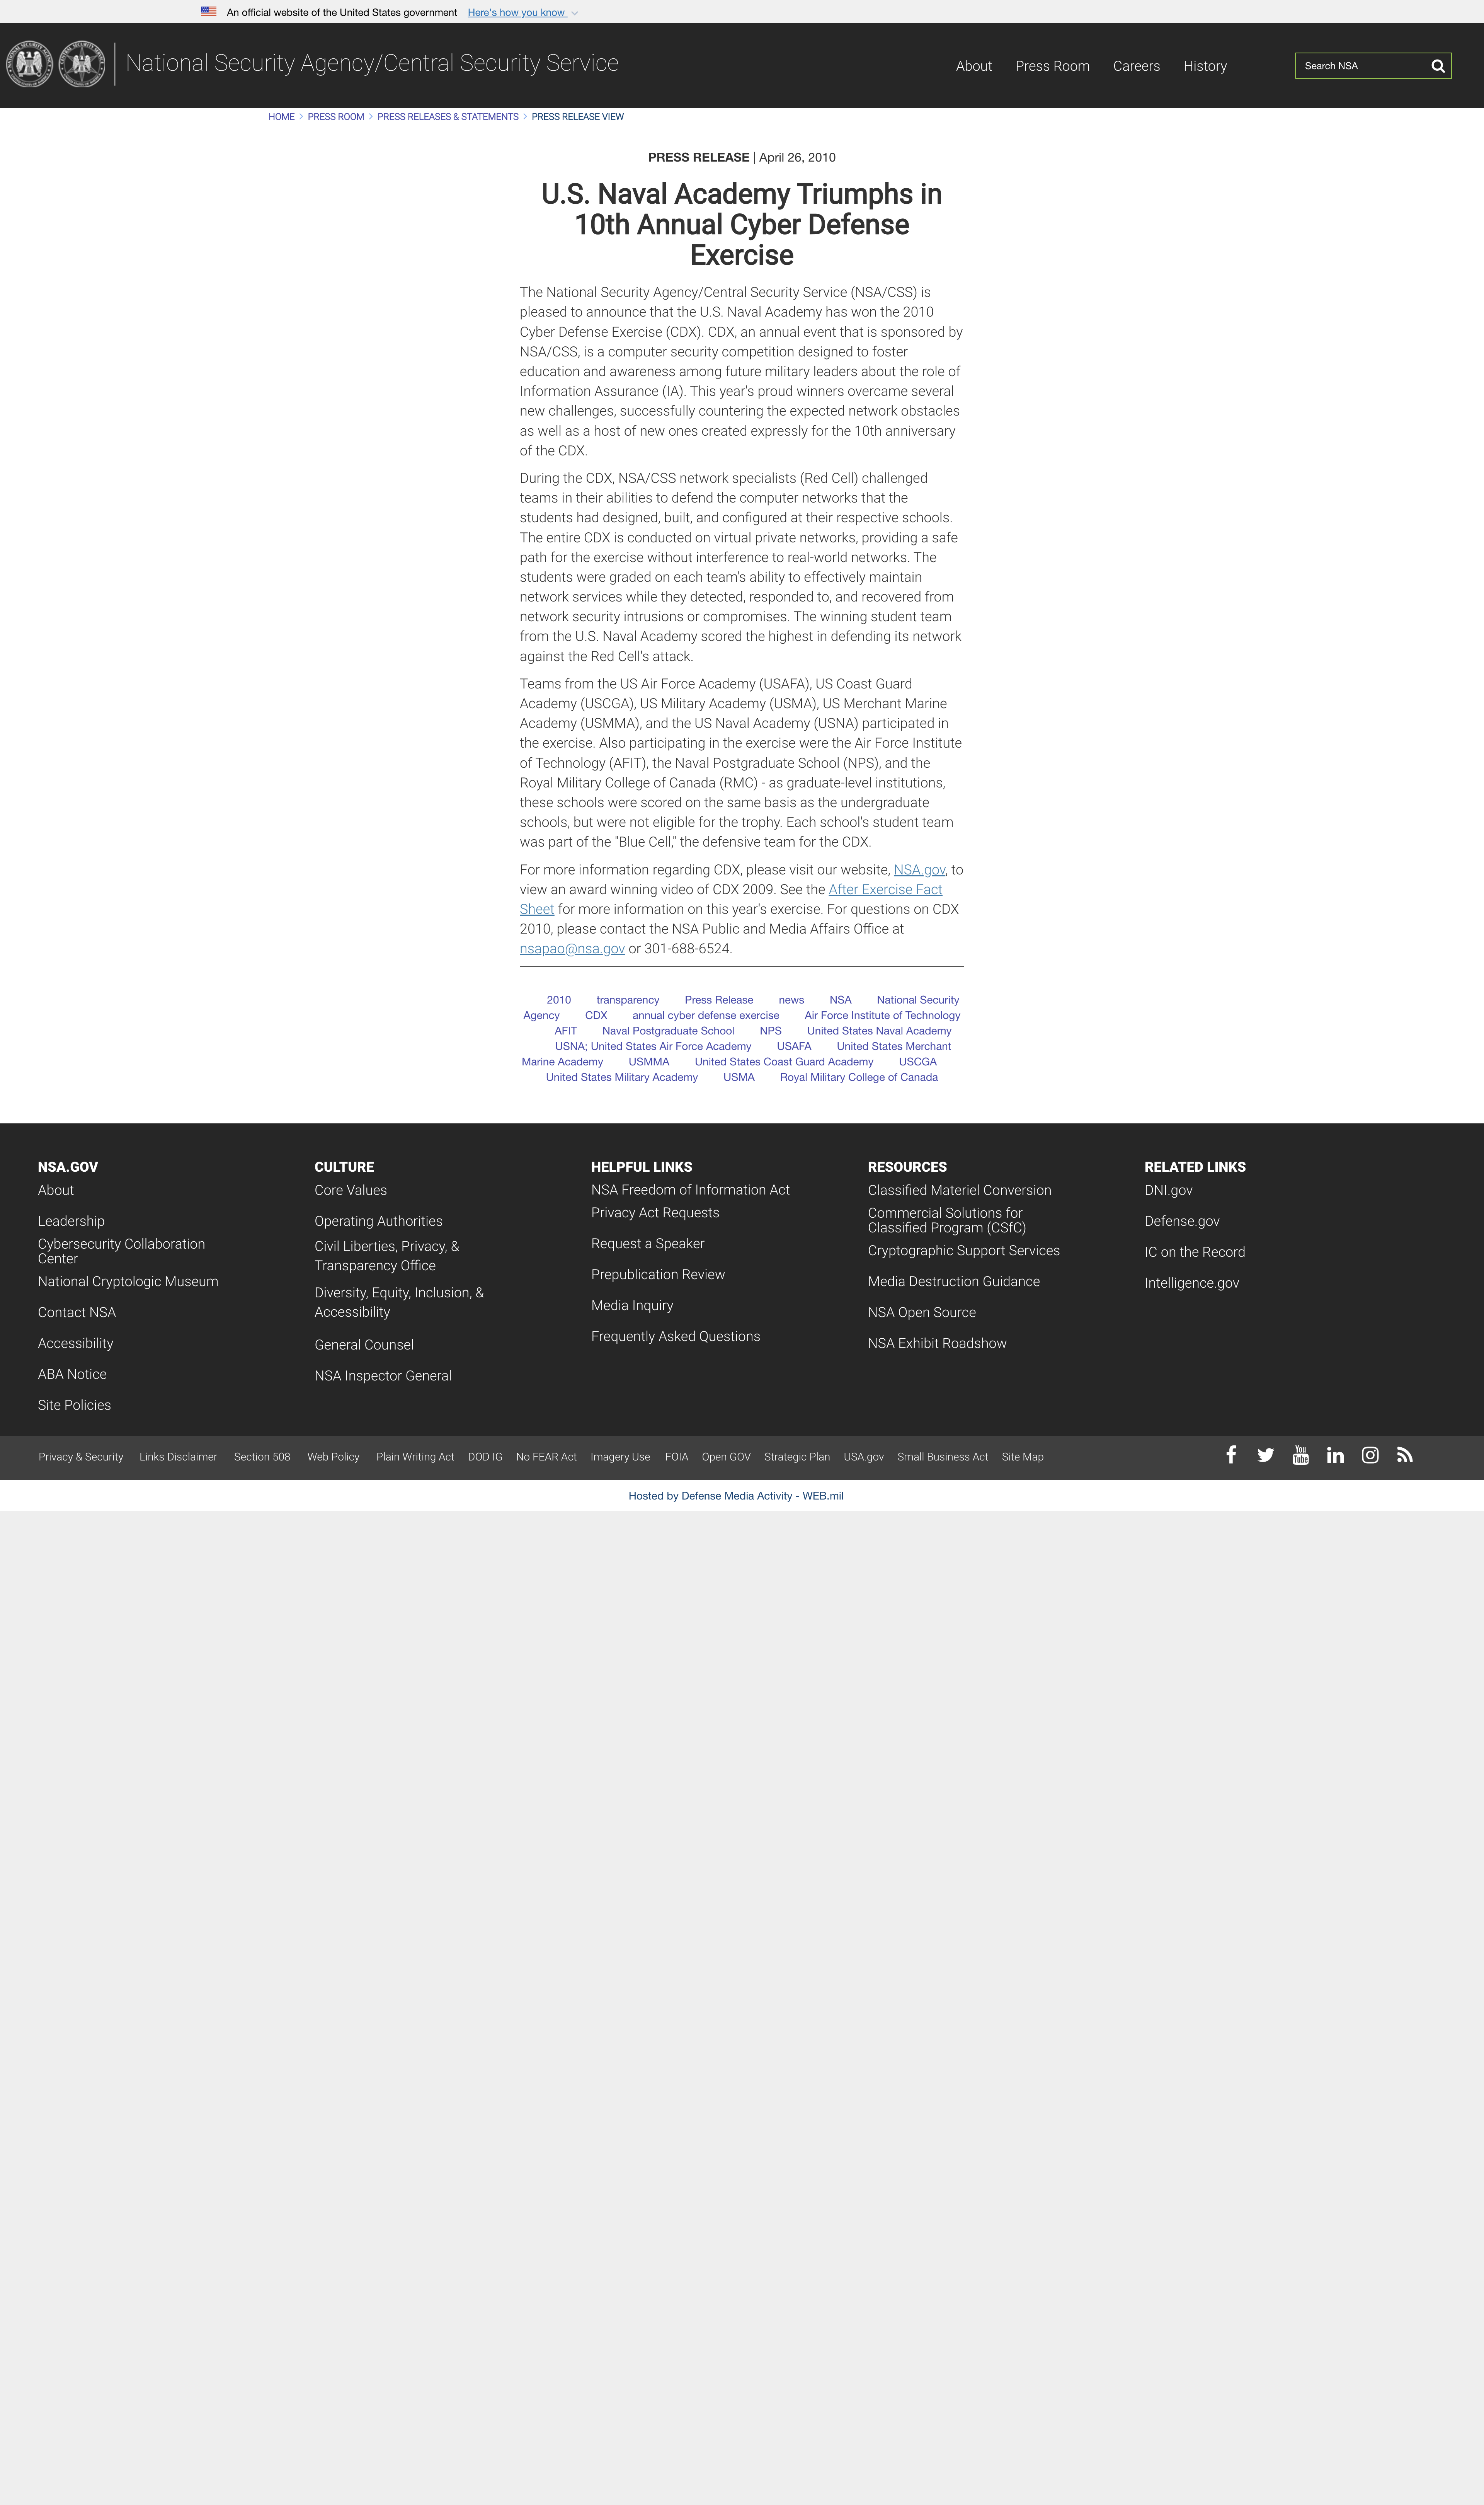 An official website of the United States government Here's how you know
National Security Agency/Central Security Service
About Press Room Careers History
Search NSA
HOME > PRESS ROOM > PRESS RELEASES & STATEMENTS > PRESS RELEASE VIEW
PRESS RELEASE | April 26, 2010
U.S. Naval Academy Triumphs in
10th Annual Cyber Defense
Exercise
The National Security Agency/Central Security Service (NSA/CSS) is
pleased to announce that the U.S. Naval Academy has won the 2010
Cyber Defense Exercise (CDX). CDX, an annual event that is sponsored by
NSA/CSS, is a computer security competition designed to foster
education and awareness among future military leaders about the role of
Information Assurance (IA). This year's proud winners overcame several
new challenges, successfully countering the expected network obstacles
as well as a host of new ones created expressly for the 10th anniversary
of the CDX.
During the CDX, NSA/CSS network specialists (Red Cell) challenged
teams in their abilities to defend the computer networks that the
students had designed, built, and configured at their respective schools.
The entire CDX is conducted on virtual private networks, providing a safe
path for the exercise without interference to real-world networks. The
students were graded on each team's ability to effectively maintain
network services while they detected, responded to, and recovered from
network security intrusions or compromises. The winning student team
from the U.S. Naval Academy scored the highest in defending its network
against the Red Cell's attack.
Teams from the US Air Force Academy (USAFA), US Coast Guard
Academy (USCGA), US Military Academy (USMA), US Merchant Marine
Academy (USMMA), and the US Naval Academy (USNA) participated in
the exercise. Also participating in the exercise were the Air Force Institute
of Technology (AFIT), the Naval Postgraduate School (NPS), and the
Royal Military College of Canada (RMC) - as graduate-level institutions,
these schools were scored on the same basis as the undergraduate
schools, but were not eligible for the trophy. Each school's student team
was part of the "Blue Cell," the defensive team for the CDX.
For more information regarding CDX, please visit our website, NSA.gov, to
view an award winning video of CDX 2009. See the After Exercise Fact
Sheet for more information on this year's exercise. For questions on CDX
2010, please contact the NSA Public and Media Affairs Office at
nsapao@nsa.gov or 301-688-6524.
2010 transparency Press Release news NSA National Security
Agency CDX annual cyber defense exercise Air Force Institute of Technology
AFIT Naval Postgraduate School NPS United States Naval Academy
USNA; United States Air Force Academy USAFA United States Merchant
Marine Academy USMMA United States Coast Guard Academy USCGA
United States Military Academy USMA Royal Military College of Canada
NSA.GOV
About
Leadership
Cybersecurity Collaboration
Center
National Cryptologic Museum
Contact NSA
Accessibility
ABA Notice
Site Policies
CULTURE
Core Values
Operating Authorities
Civil Liberties, Privacy, &
Transparency Office
Diversity, Equity, Inclusion, &
Accessibility
General Counsel
NSA Inspector General
HELPFUL LINKS
NSA Freedom of Information Act
Privacy Act Requests
Request a Speaker
Prepublication Review
Media Inquiry
Frequently Asked Questions
RESOURCES
Classified Materiel Conversion
Commercial Solutions for
Classified Program (CSfC)
Cryptographic Support Services
Media Destruction Guidance
NSA Open Source
NSA Exhibit Roadshow
RELATED LINKS
DNI.gov
Defense.gov
IC on the Record
Intelligence.gov
Privacy & Security Links Disclaimer Section 508 Web Policy Plain Writing Act DOD IG No FEAR Act Imagery Use FOIA Open GOV Strategic Plan USA.gov Small Business Act Site Map
You
Tube
Hosted by Defense Media Activity - WEB.mil